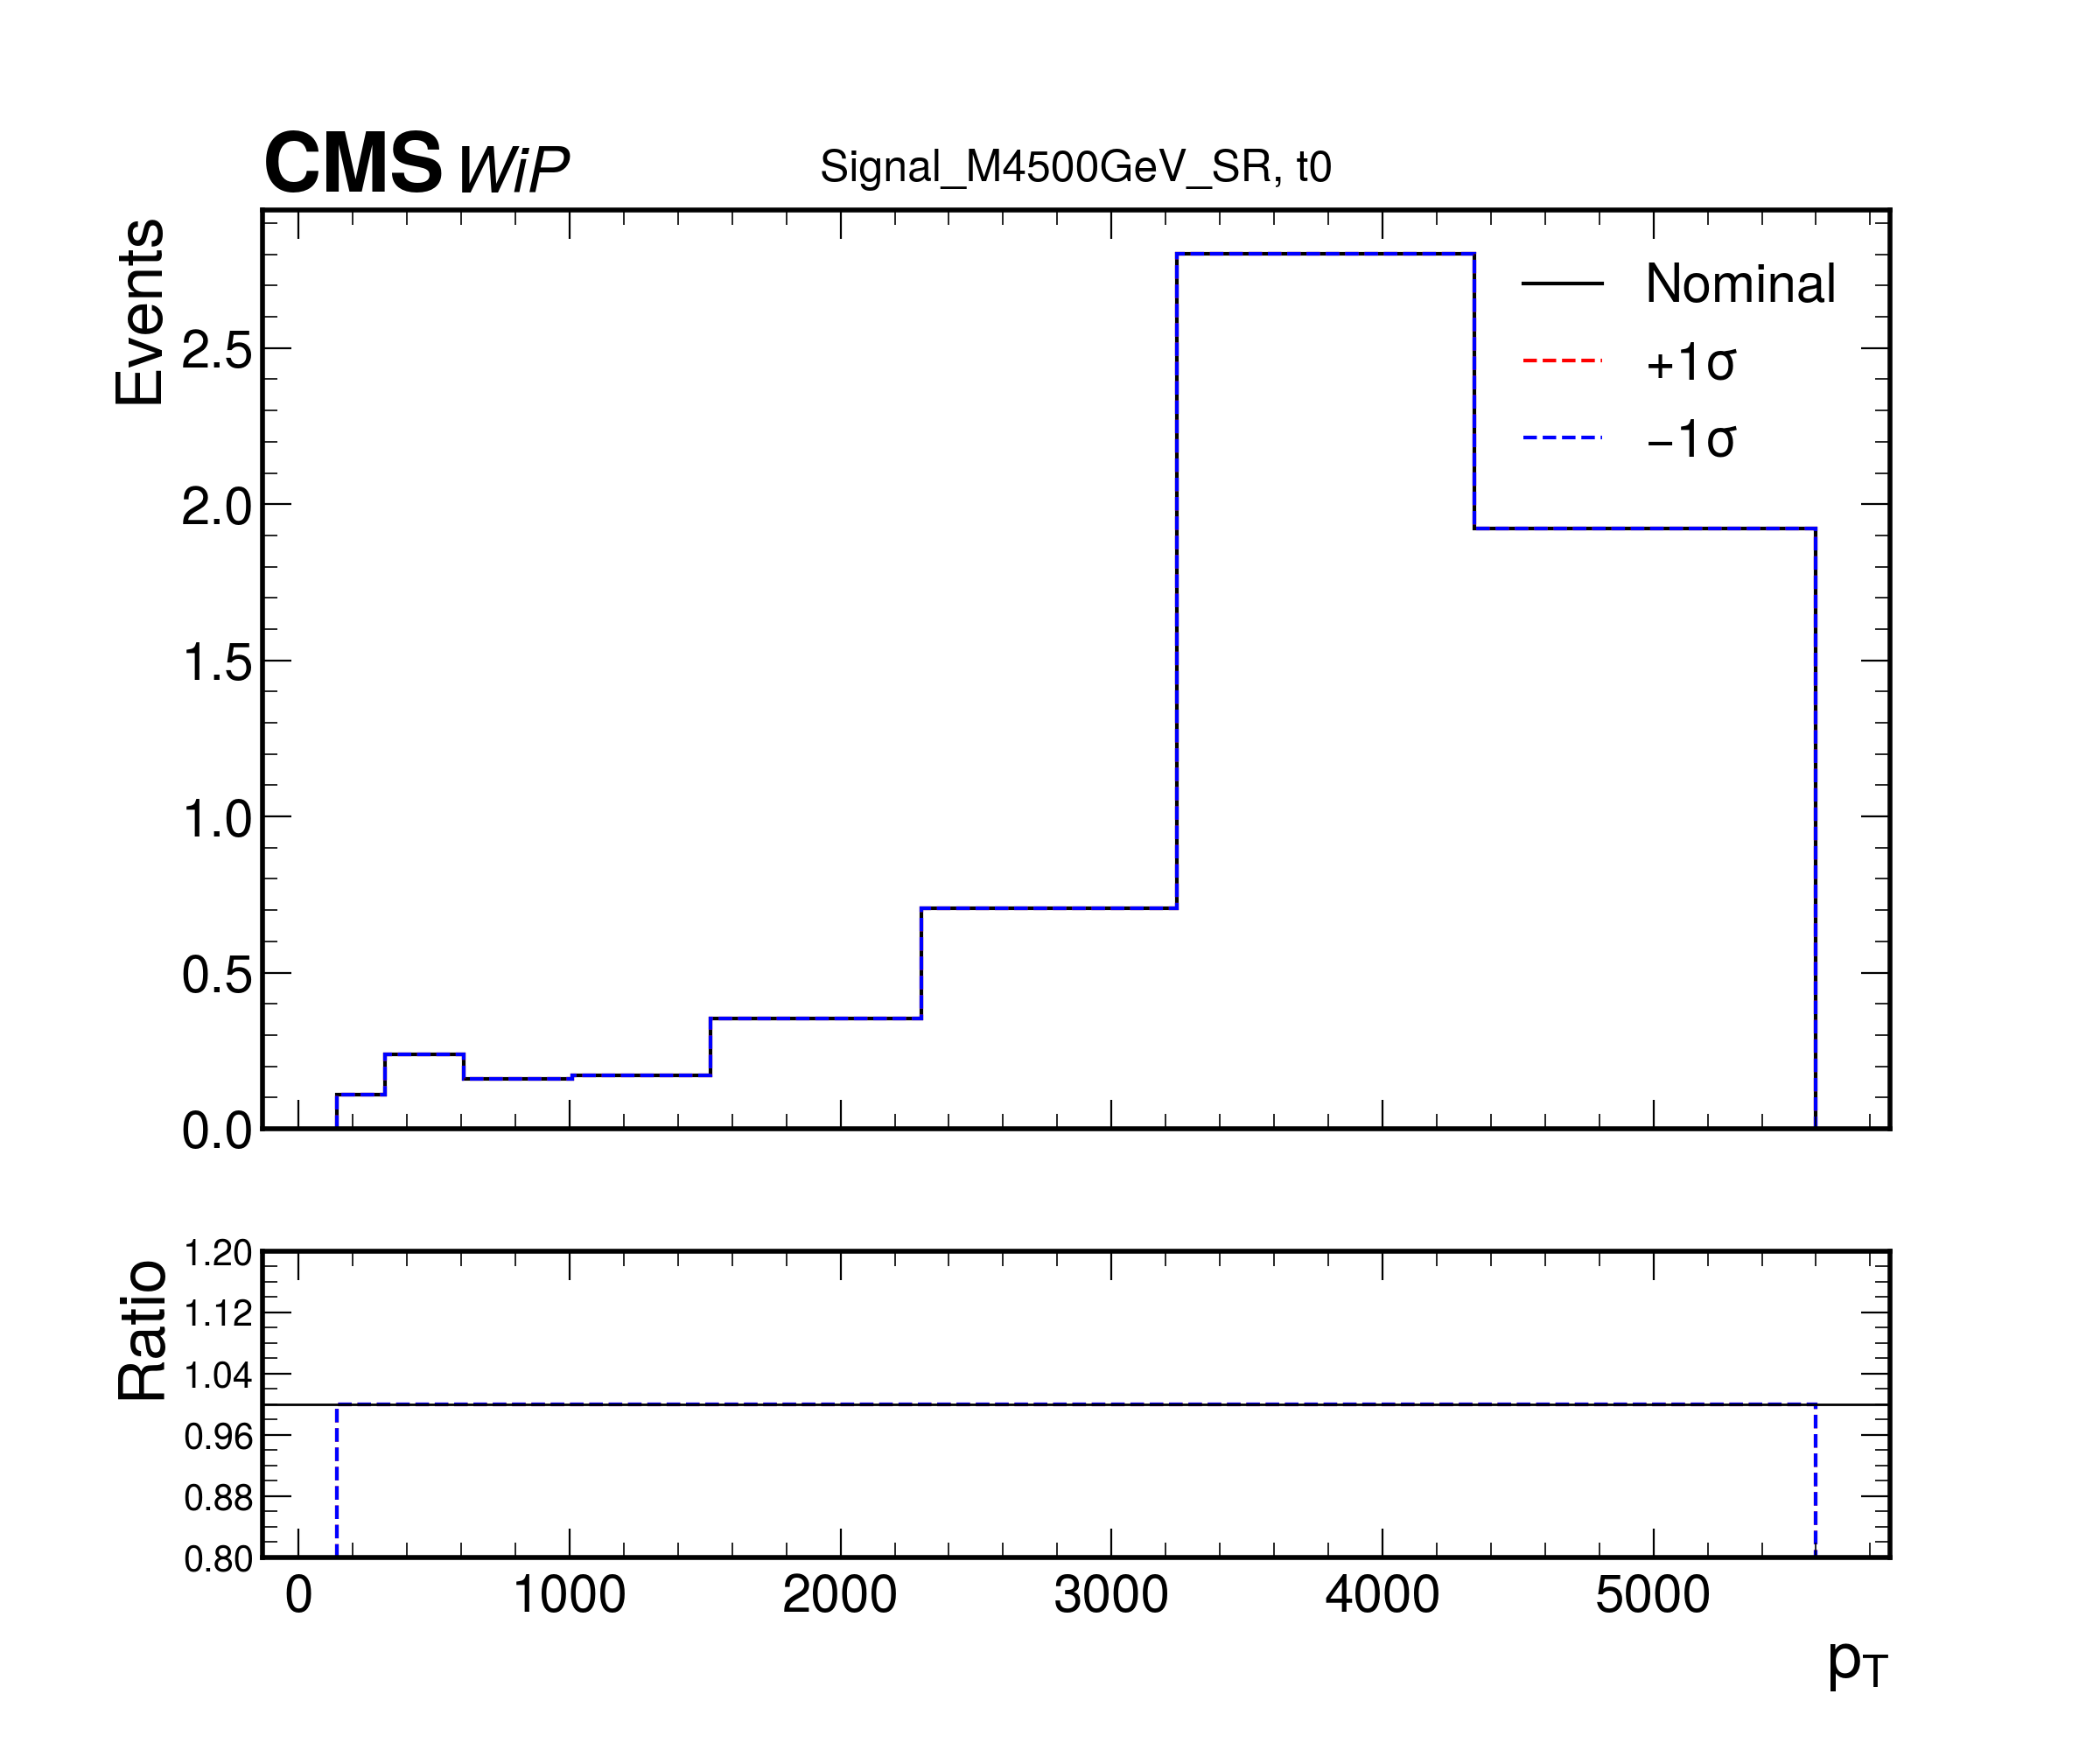 CMS WiP Signal_M4500GeV_SR, t0
Events
2.5
2.0
1.5
1.0
0.5
0.0
Nominal
+1σ
−1σ
Ratio
1.20
1.12
1.04
0.96
0.88
0.80
0 1000 2000 3000 4000 5000
pT